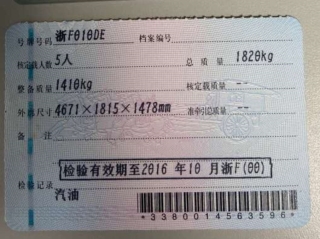 号牌号码 浙F010DE 档案编号
核定载人数 5人 总质量 1820kg
整备质量 1410kg 核定载质量 --
外廓尺寸 4671×1815×1478mm 准牵引总质量 --
备注
检验有效期至2016年10月浙F(00)
检验记录
汽油
*3380014563596*